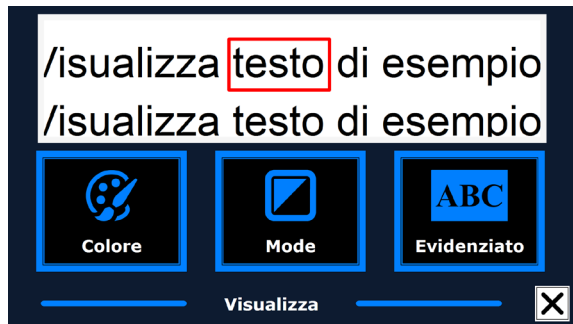 /isualizza testo di esempio
/isualizza testo di esempio
ABC
Colore Mode Evidenziato
Visualizza